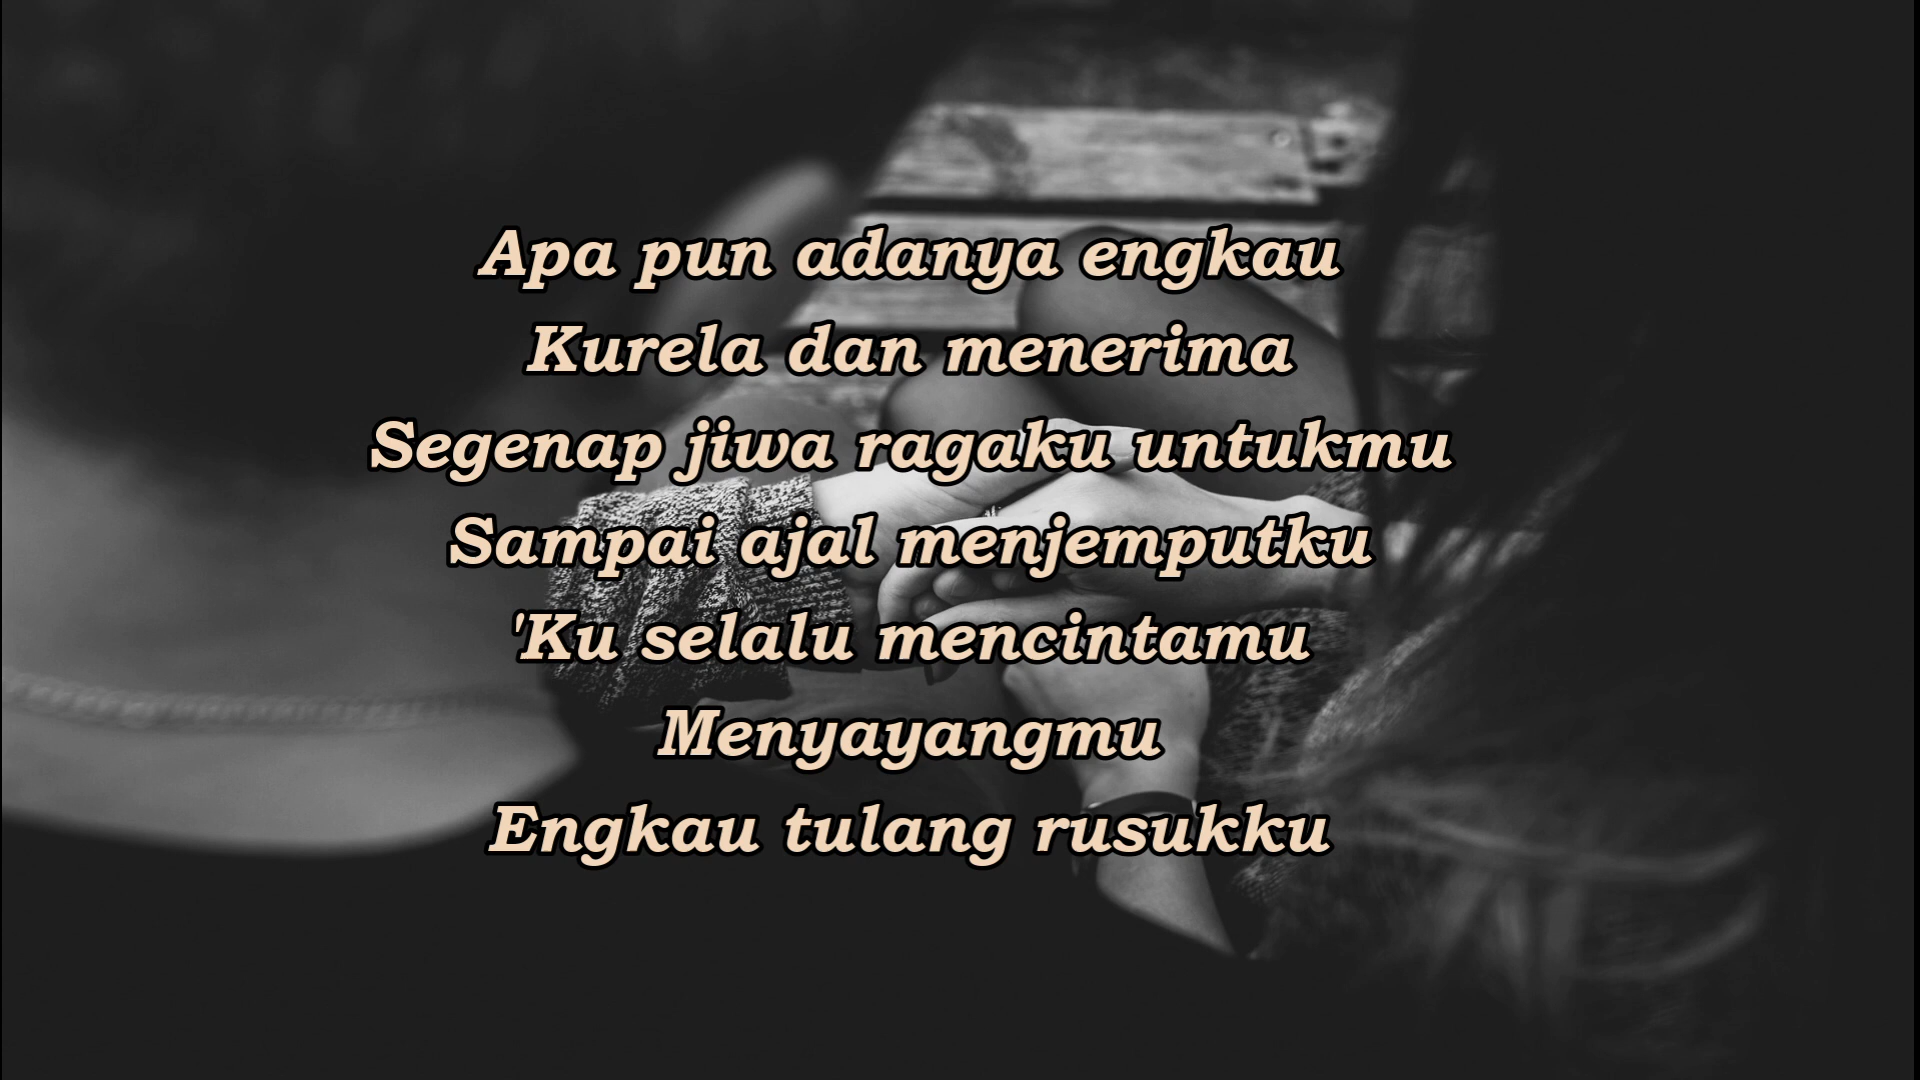 Apa pun adanya engkau
Kurela dan menerima
Segenap jiwa ragaku untukmu
Sampai ajal menjemputku
'Ku selalu mencintamu
Menyayangmu
Engkau tulang rusukku